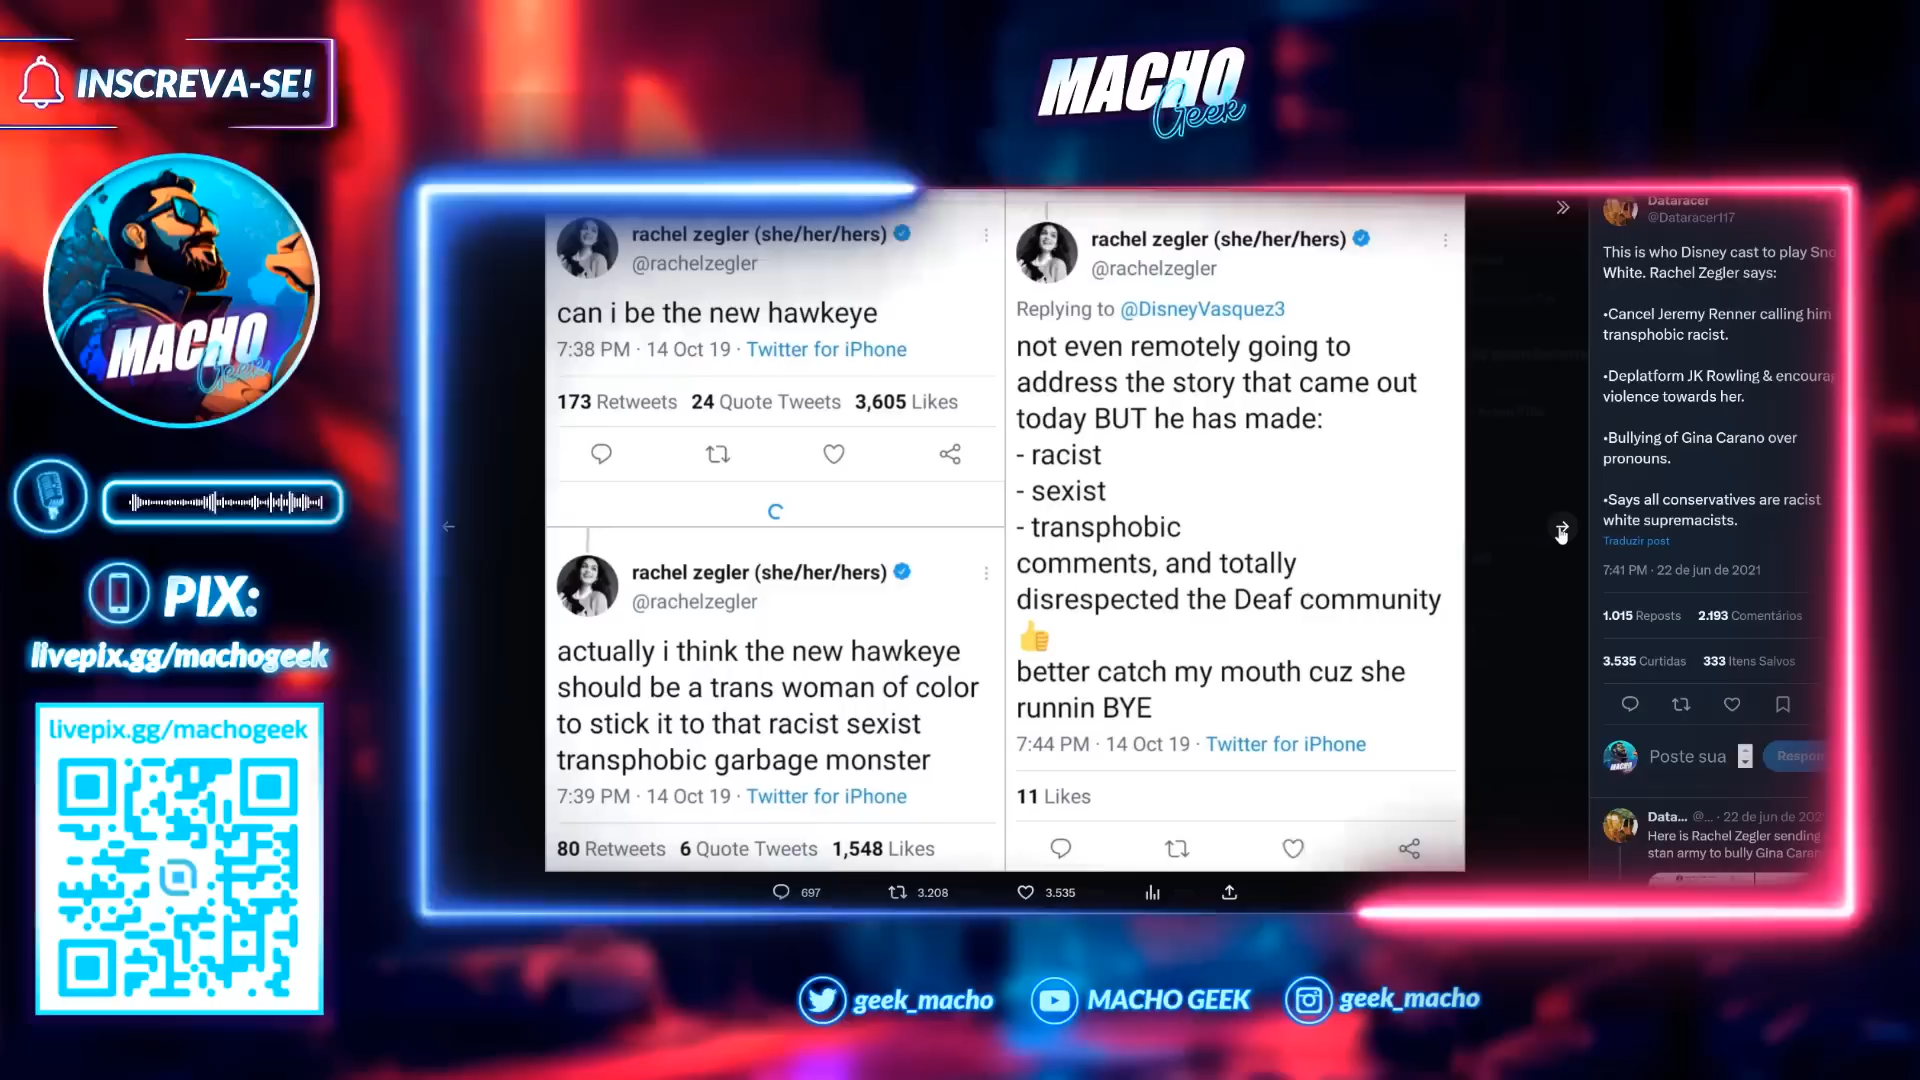 INSCREVA-SE!
MACHO
Geek
MACHO
Geek
PIX:
livepix.gg/machogeek
livepix.gg/machogeek
rachel zegler (she/her/hers)
@rachelzegler
can i be the new hawkeye
7:38 PM · 14 Oct 19 · Twitter for iPhone
173 Retweets 24 Quote Tweets 3,605 Likes
rachel zegler (she/her/hers)
@rachelzegler
actually i think the new hawkeye
should be a trans woman of color
to stick it to that racist sexist
transphobic garbage monster
7:39 PM · 14 Oct 19 · Twitter for iPhone
80 Retweets 6 Quote Tweets 1,548 Likes
rachel zegler (she/her/hers)
@rachelzegler
Replying to @DisneyVasquez3
not even remotely going to
address the story that came out
today BUT he has made:
- racist
- sexist
- transphobic
comments, and totally
disrespected the Deaf community
👍
better catch my mouth cuz she
runnin BYE
7:44 PM · 14 Oct 19 · Twitter for iPhone
11 Likes
697 3.208 3.535
Dataracer
@Dataracer117
This is who Disney cast to play Sno
White. Rachel Zegler says:
•Cancel Jeremy Renner calling him
transphobic racist.
•Deplatform JK Rowling & encourag
violence towards her.
•Bullying of Gina Carano over
pronouns.
•Says all conservatives are racist
white supremacists.
Traduzir post
7:41 PM · 22 de jun de 2021
1.015 Reposts 2.193 Comentários
3.535 Curtidas 333 Itens Salvos
Poste sua Respon
Data... @... · 22 de jun de 202
Here is Rachel Zegler sending
stan army to bully Gina Caran
geek_macho MACHO GEEK geek_macho